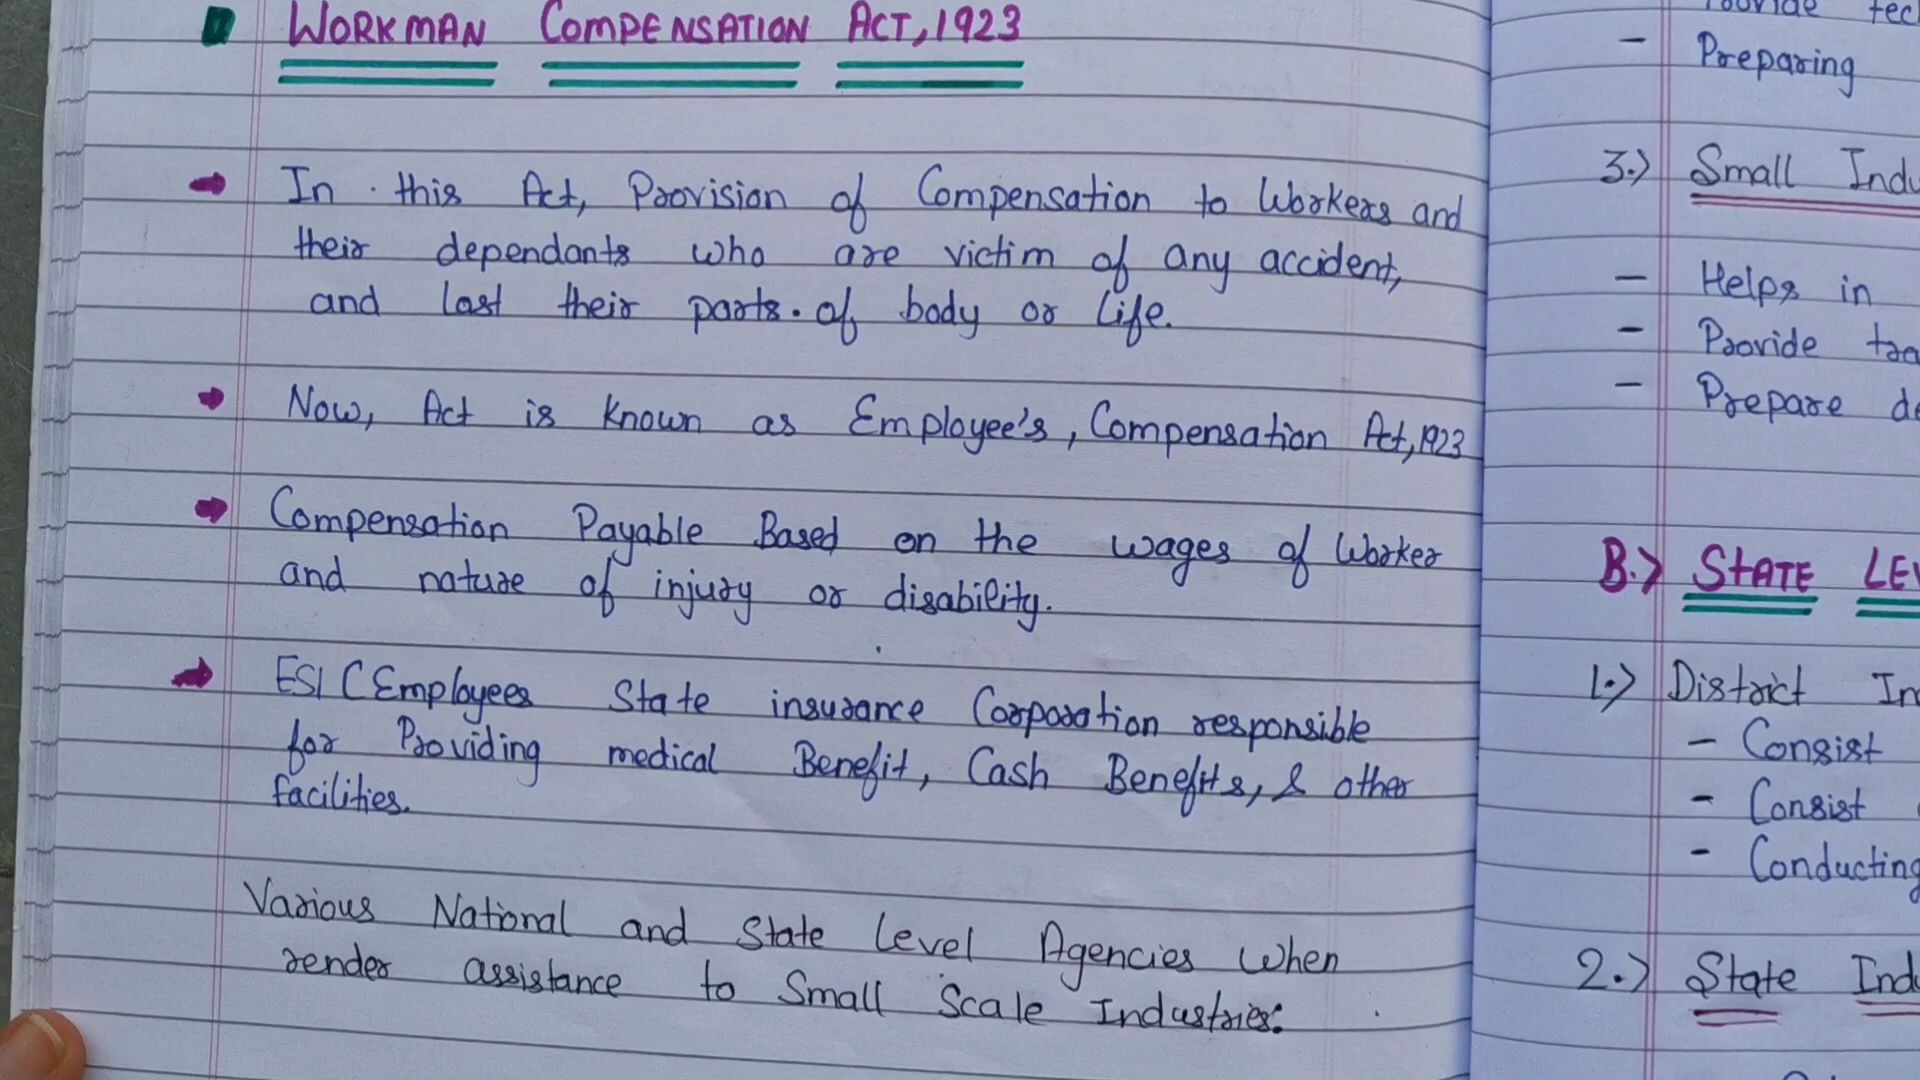 WORKMAN COMPENSATION ACT, 1923
In this Act, Provision of Compensation to Workers and
their dependants who are victim of any accident,
and lost their parts of body or life.
Now, Act is known as Employee's, Compensation Act, 1923
Compensation Payable Based on the wages of Worker
and nature of injury or disability.
ESI CEmployees State insurance Corporation responsible
for Providing medical Benefit, Cash Benefits, & other
facilities.
Various National and State level Agencies when
render assistance to Small Scale Industries:
- Preparing
3.) Small
- Helps in
- Provide
- Prepare
B.) STATE
1.) District
- Consist
- Consist
- Conducting
2.) State